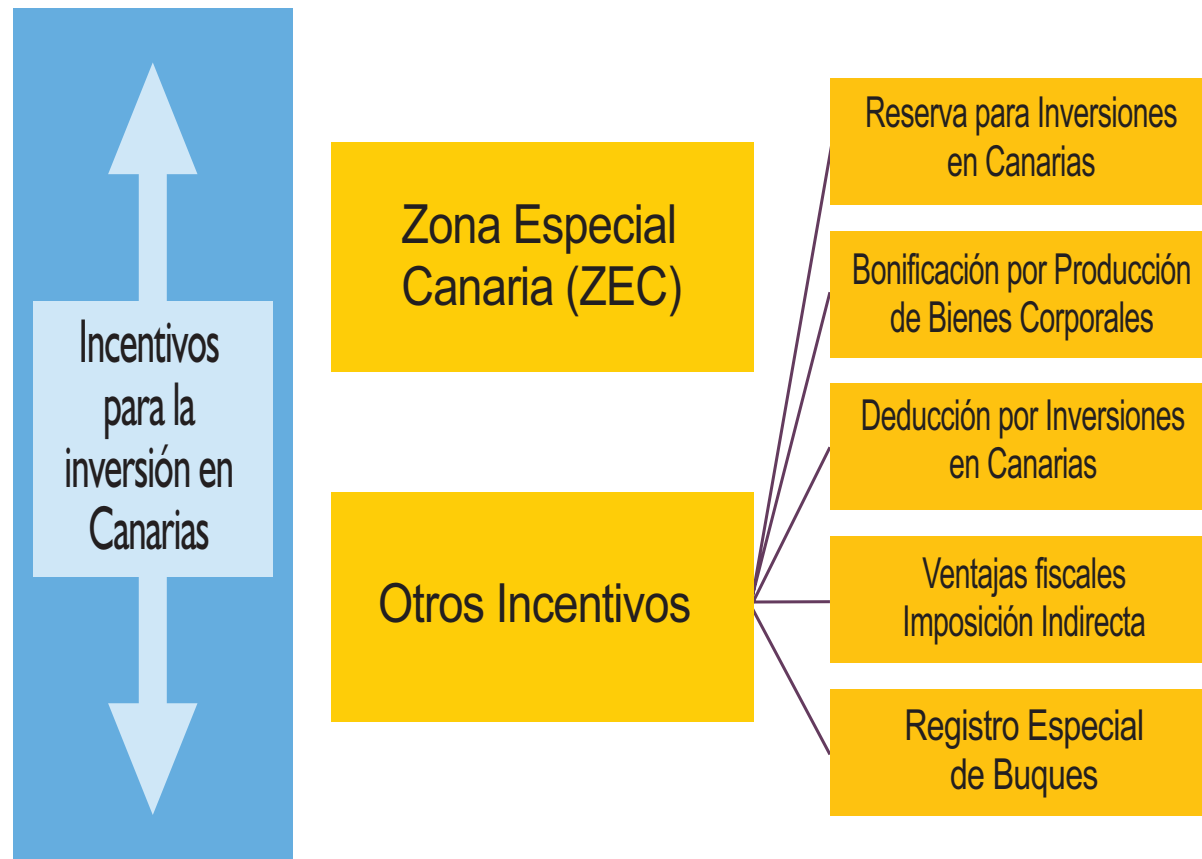 Incentivos
para la
inversión en
Canarias
Zona Especial
Canaria (ZEC)
Otros Incentivos
Reserva para Inversiones
en Canarias
Bonificación por Producción
de Bienes Corporales
Deducción por Inversiones
en Canarias
Ventajas fiscales
Imposición Indirecta
Registro Especial
de Buques